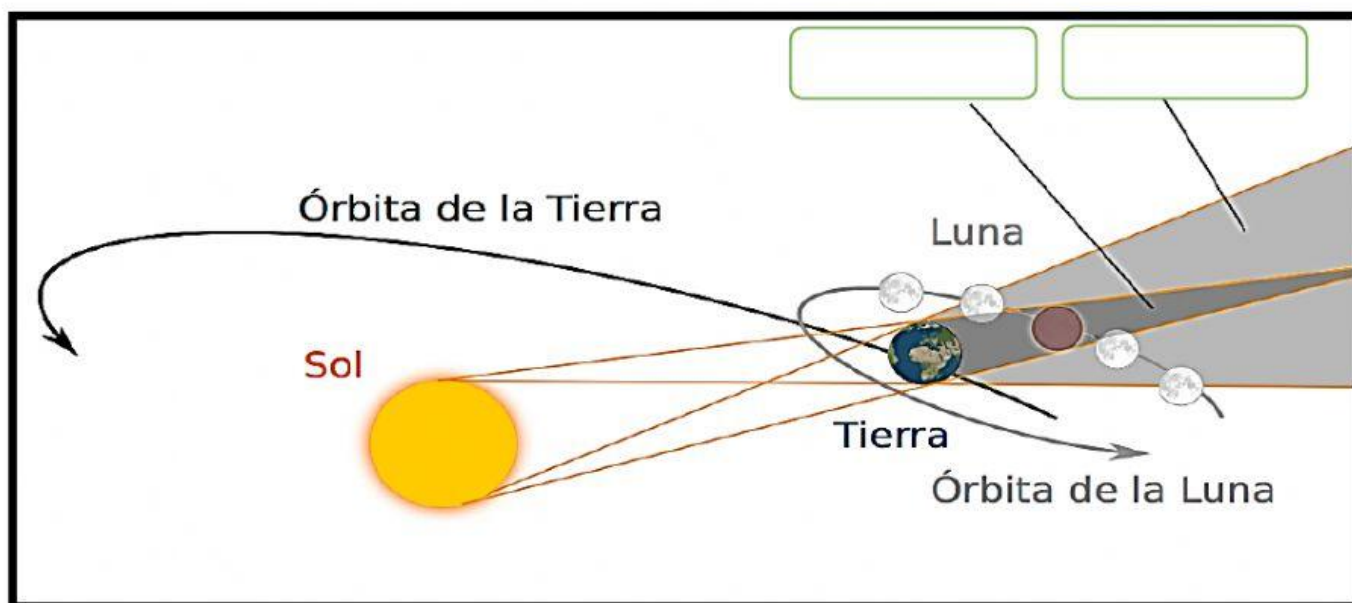 Órbita de la Tierra
Luna
Sol
Tierra
Órbita de la Luna